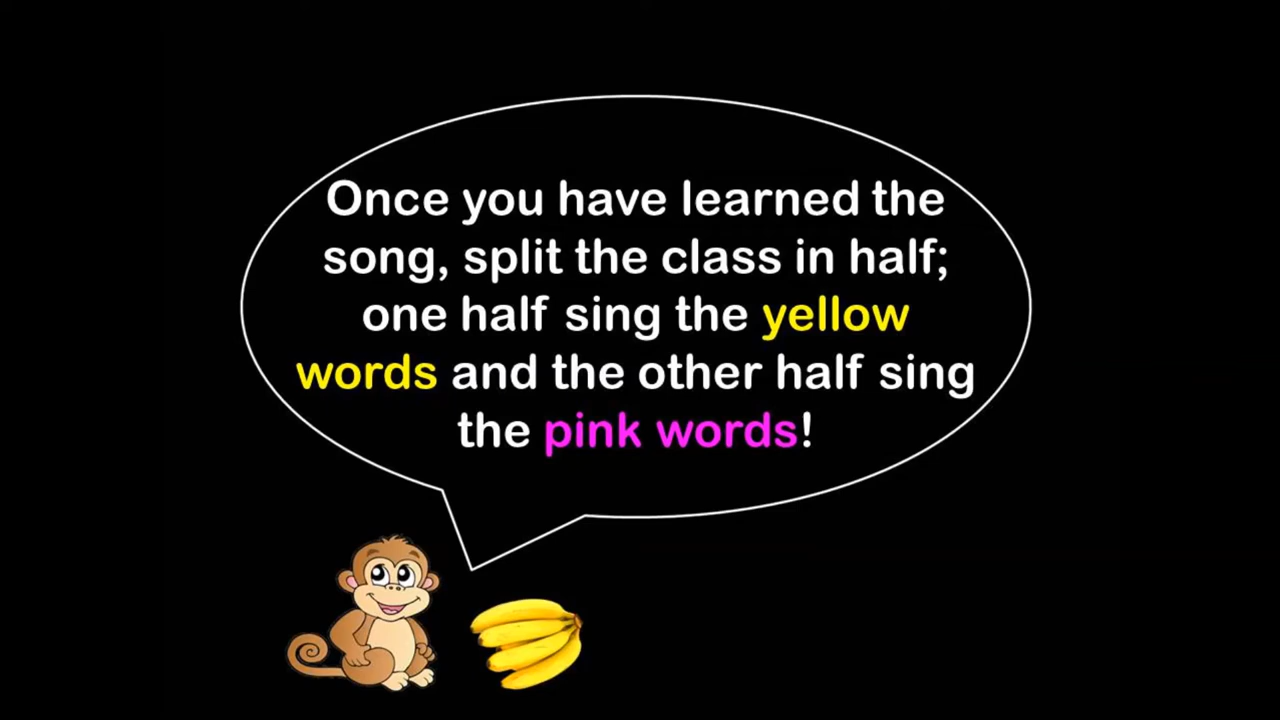 Once you have learned the
song, split the class in half;
one half sing the yellow
words and the other half sing
the pink words!